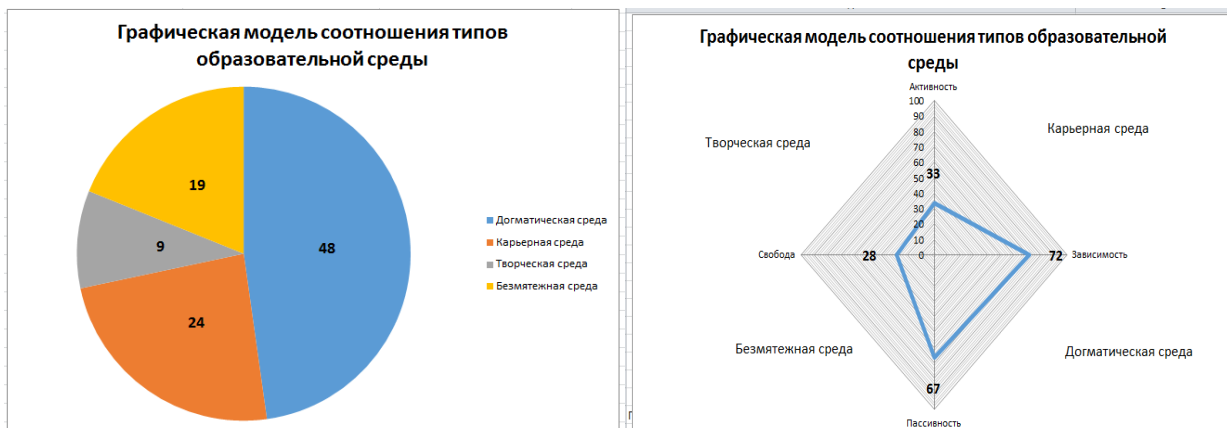 Графическая модель соотношения типов
образовательной среды
19
48
9
24
Догматическая среда
Карьерная среда
Творческая среда
Безмятежная среда
Графическая модель соотношения типов образовательной
среды
Активность
100
90
80
70
60
50
40
30
20
10
0
33
Творческая среда
Карьерная среда
Свобода
28
72
Зависимость
Безмятежная среда
Догматическая среда
67
Пассивность